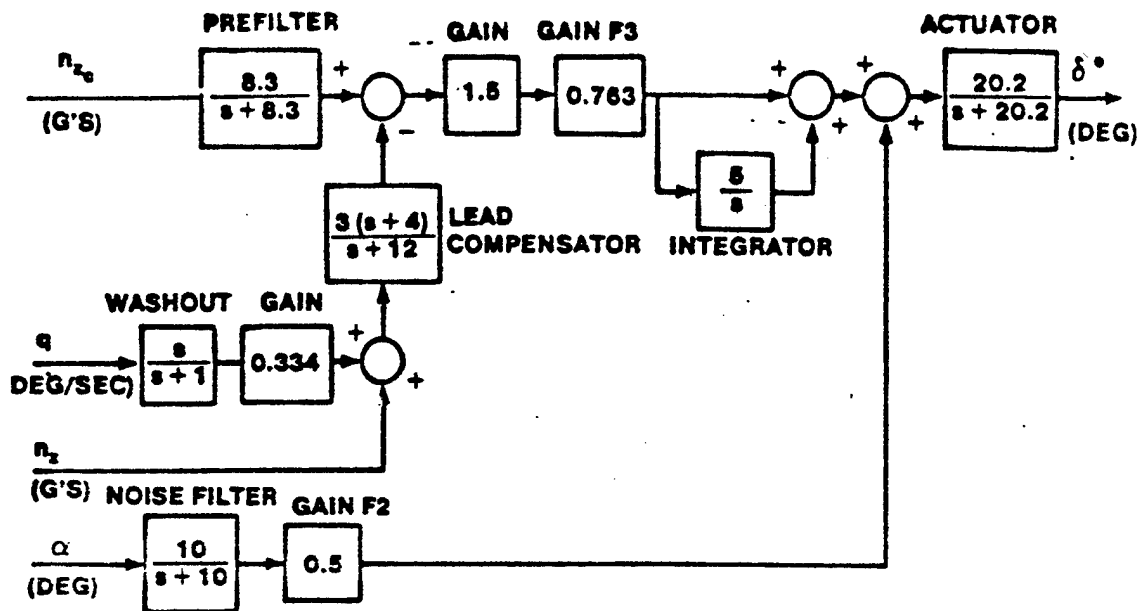 PREFILTER
GAIN
GAIN F3
ACTUATOR
n_zc
(G'S)
8.3
s + 8.3
+
−
1.5
0.763
+
+
+
+
20.2
s + 20.2
δ
(DEG)
5
s
INTEGRATOR
3 (s + 4)
s + 12
LEAD
COMPENSATOR
WASHOUT
GAIN
q
DEG/SEC)
s
s + 1
0.334
+
+
n_z
(G'S)
NOISE FILTER
GAIN F2
α
(DEG)
10
s + 10
0.5